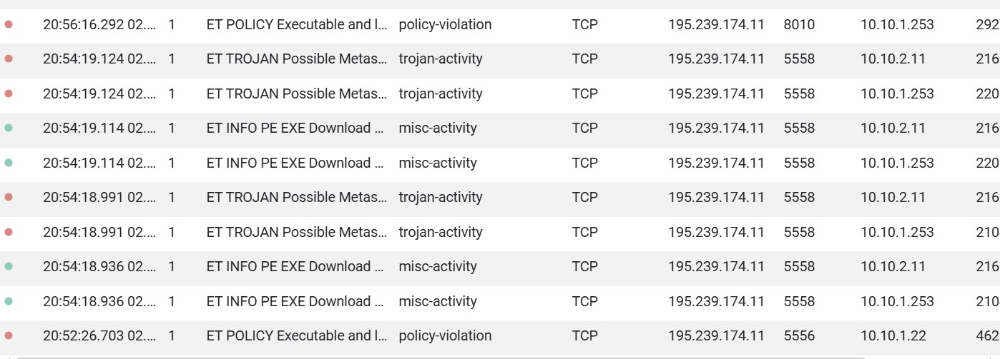 20:56:16.292 02.... 1 ET POLICY Executable and l... policy-violation TCP 195.239.174.11 8010 10.10.1.253 292
20:54:19.124 02.... 1 ET TROJAN Possible Metas... trojan-activity TCP 195.239.174.11 5558 10.10.2.11 216
20:54:19.124 02.... 1 ET TROJAN Possible Metas... trojan-activity TCP 195.239.174.11 5558 10.10.1.253 220
20:54:19.114 02.... 1 ET INFO PE EXE Download ... misc-activity TCP 195.239.174.11 5558 10.10.2.11 216
20:54:19.114 02.... 1 ET INFO PE EXE Download ... misc-activity TCP 195.239.174.11 5558 10.10.1.253 220
20:54:18.991 02.... 1 ET TROJAN Possible Metas... trojan-activity TCP 195.239.174.11 5558 10.10.2.11 216
20:54:18.991 02.... 1 ET TROJAN Possible Metas... trojan-activity TCP 195.239.174.11 5558 10.10.1.253 210
20:54:18.936 02.... 1 ET INFO PE EXE Download ... misc-activity TCP 195.239.174.11 5558 10.10.2.11 216
20:54:18.936 02.... 1 ET INFO PE EXE Download ... misc-activity TCP 195.239.174.11 5558 10.10.1.253 210
20:52:26.703 02.... 1 ET POLICY Executable and l... policy-violation TCP 195.239.174.11 5556 10.10.1.22 462